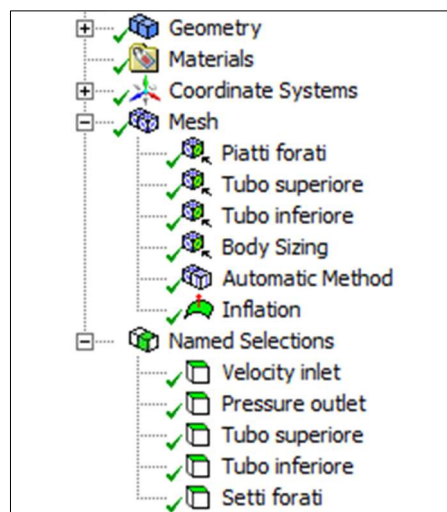 Geometry
Materials
Coordinate Systems
Mesh
Piatti forati
Tubo superiore
Tubo inferiore
Body Sizing
Automatic Method
Inflation
Named Selections
Velocity inlet
Pressure outlet
Tubo superiore
Tubo inferiore
Setti forati